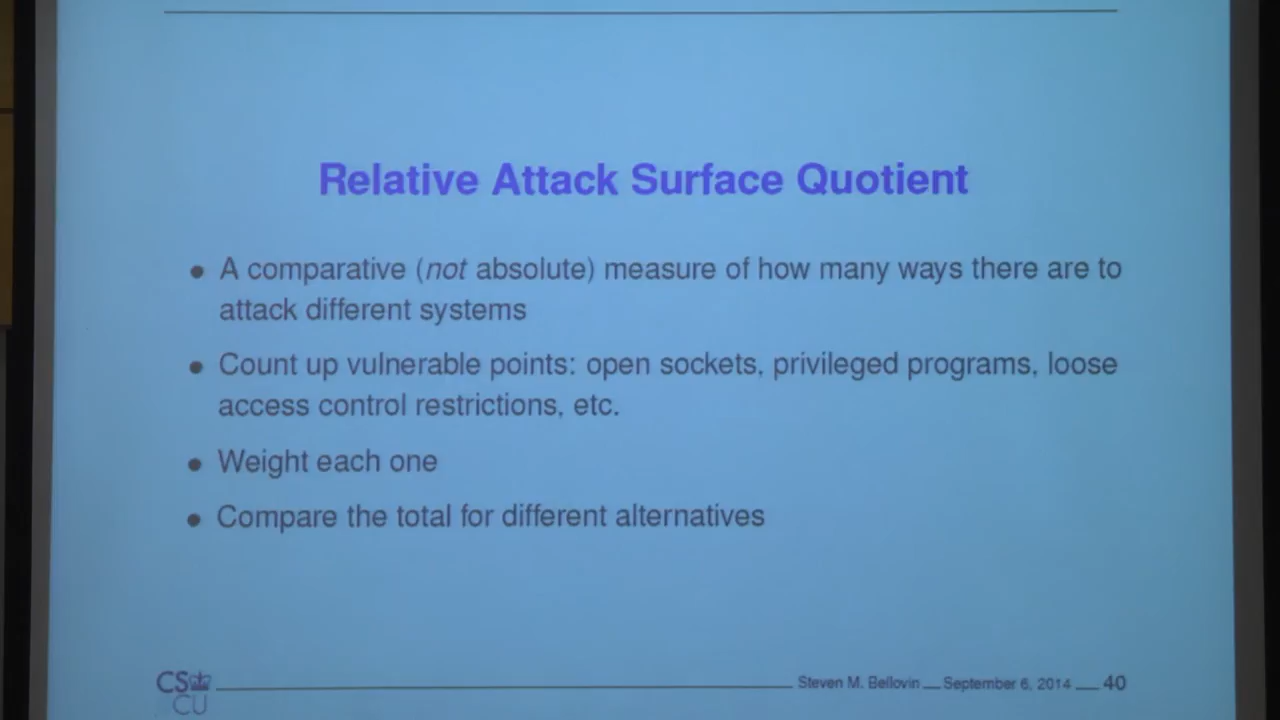 Relative Attack Surface Quotient
• A comparative (not absolute) measure of how many ways there are to
attack different systems
• Count up vulnerable points: open sockets, privileged programs, loose
access control restrictions, etc.
• Weight each one
• Compare the total for different alternatives
CS
CU
Steven M. Bellovin __ September 6, 2014 __ 40